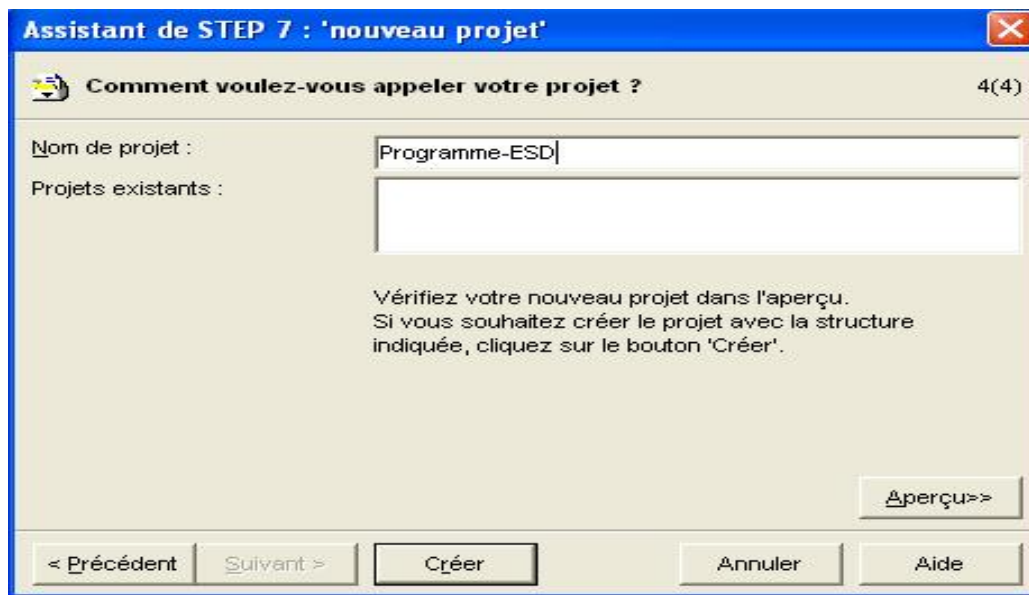 Assistant de STEP 7 : 'nouveau projet'
Comment voulez-vous appeler votre projet ? 4(4)
Nom de projet : Programme-ESD
Projets existants :
Vérifiez votre nouveau projet dans l'aperçu.
Si vous souhaitez créer le projet avec la structure
indiquée, cliquez sur le bouton 'Créer'.
Aperçu>>
< Précédent Suivant > Créer Annuler Aide